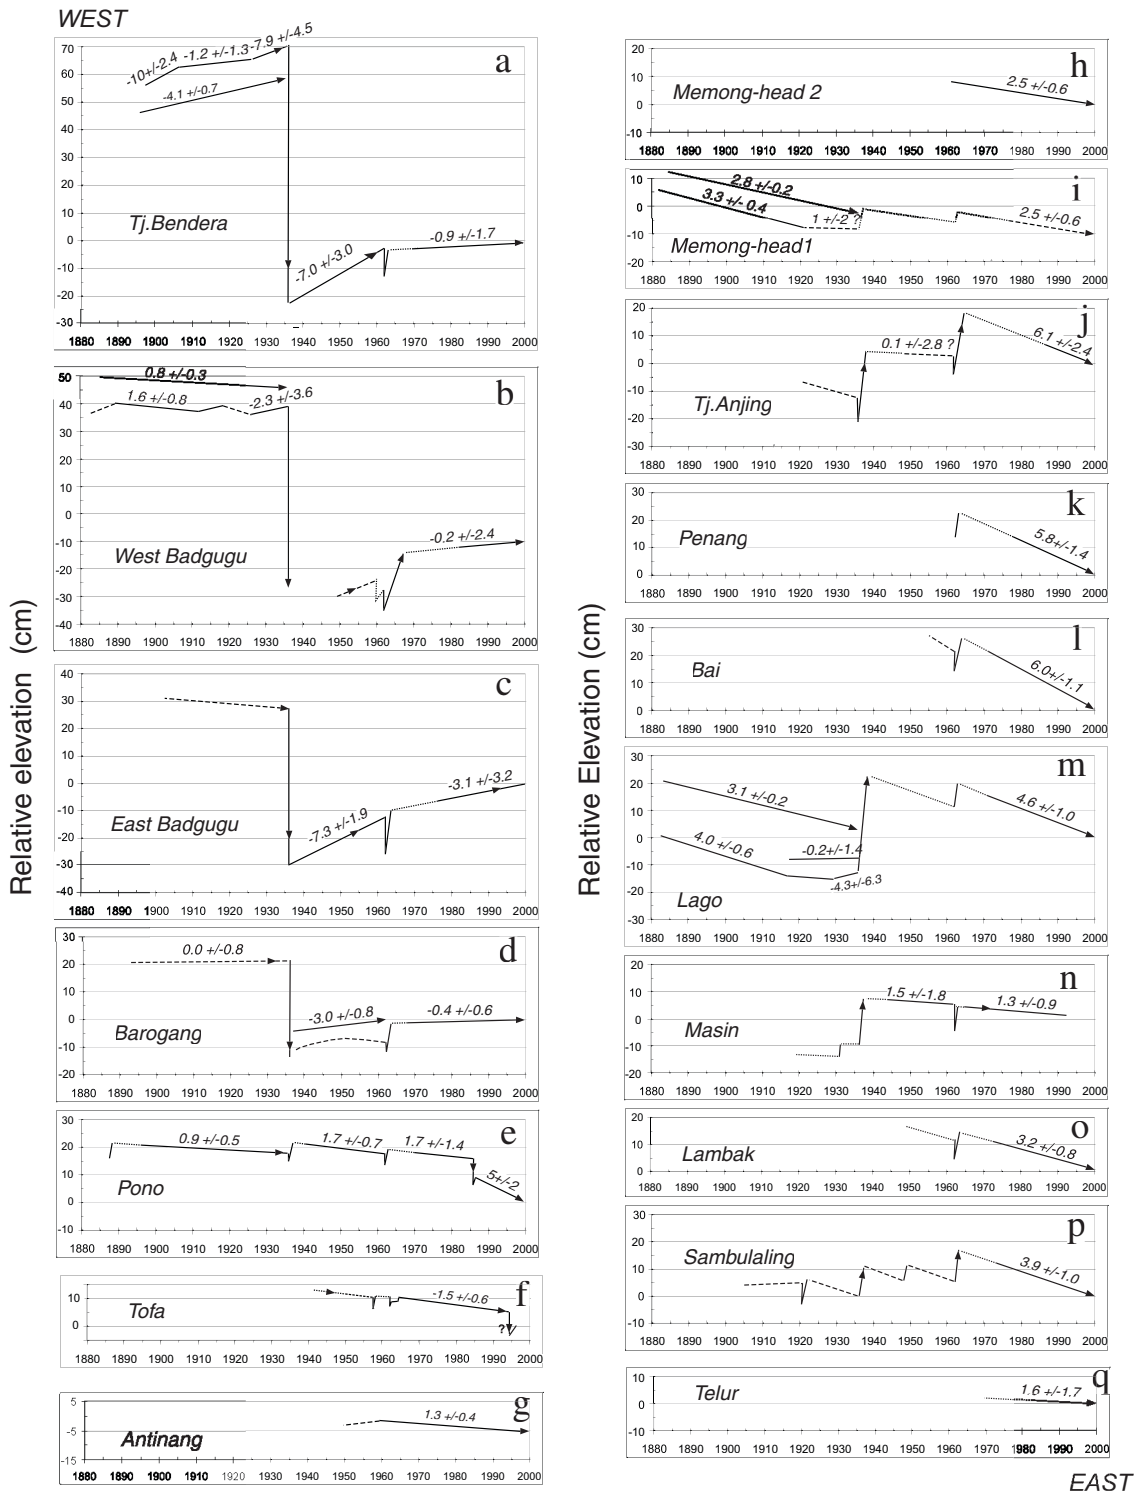 WEST
Relative elevation (cm)
a
70
60
50
40
30
20
10
0
-10
-20
-30
-10+/-2.4
-1.2 +/-1.3
-7.9 +/-4.5
-4.1 +/-0.7
Tj.Bendera
-7.0 +/-3.0
-0.9 +/-1.7
1880 1890 1900 1910 1920 1930 1940 1950 1960 1970 1980 1990 2000
b
50
40
30
20
10
0
-10
-20
-30
-40
0.8 +/-0.3
1.6 +/-0.8
-2.3 +/-3.6
West Badgugu
-0.2 +/-2.4
1880 1890 1900 1910 1920 1930 1940 1950 1960 1970 1980 1990 2000
c
40
30
20
10
0
-10
-20
-30
-40
East Badgugu
-7.3 +/-1.9
-3.1 +/-3.2
1880 1890 1900 1910 1920 1930 1940 1950 1960 1970 1980 1990 2000
d
30
20
10
0
-10
-20
0.0 +/-0.8
Barogang
-3.0 +/-0.8
-0.4 +/-0.6
1880 1890 1900 1910 1920 1930 1940 1950 1960 1970 1980 1990 2000
e
30
20
10
0
-10
0.9 +/-0.5
1.7 +/-0.7
1.7 +/-1.4
5+/-2
Pono
1880 1890 1900 1910 1920 1930 1940 1950 1960 1970 1980 1990 2000
f
10
0
Tofa
-1.5 +/-0.6
?
1880 1890 1900 1910 1920 1930 1940 1950 1960 1970 1980 1990 2000
g
5
-5
-15
Antinang
1.3 +/-0.4
1880 1890 1900 1910 1920 1930 1940 1950 1960 1970 1980 1990 2000
Relative Elevation (cm)
h
20
10
0
-10
Memong-head 2
2.5 +/-0.6
1880 1890 1900 1910 1920 1930 1940 1950 1960 1970 1980 1990 2000
i
10
0
-10
-20
2.8 +/-0.2
3.3 +/- 0.4
1 +/-2 ?
2.5 +/-0.6
Memong-head1
1880 1890 1900 1910 1920 1930 1940 1950 1960 1970 1980 1990 2000
j
20
10
0
-10
-20
-30
0.1 +/-2.8 ?
6.1 +/-2.4
Tj.Anjing
1880 1890 1900 1910 1920 1930 1940 1950 1960 1970 1980 1990 2000
k
30
20
10
0
Penang
5.8+/-1.4
1880 1890 1900 1910 1920 1930 1940 1950 1960 1970 1980 1990 2000
l
30
20
10
0
Bai
6.0+/-1.1
1880 1890 1900 1910 1920 1930 1940 1950 1960 1970 1980 1990 2000
m
30
20
10
0
-10
-20
-30
3.1 +/-0.2
4.0 +/-0.6
-0.2+/-1.4
-4.3+/-6.3
4.6 +/-1.0
Lago
1880 1890 1900 1910 1920 1930 1940 1950 1960 1970 1980 1990 2000
n
20
10
0
-10
-20
1.5 +/-1.8
1.3 +/-0.9
Masin
1880 1890 1900 1910 1920 1930 1940 1950 1960 1970 1980 1990 2000
o
20
10
0
Lambak
3.2 +/-0.8
1880 1890 1900 1910 1920 1930 1940 1950 1960 1970 1980 1990 2000
p
30
20
10
0
-10
Sambulaling
3.9 +/-1.0
1880 1890 1900 1910 1920 1930 1940 1950 1960 1970 1980 1990 2000
q
10
0
-10
Telur
1.6 +/-1.7
1880 1890 1900 1910 1920 1930 1940 1950 1960 1970 1980 1990 2000
EAST